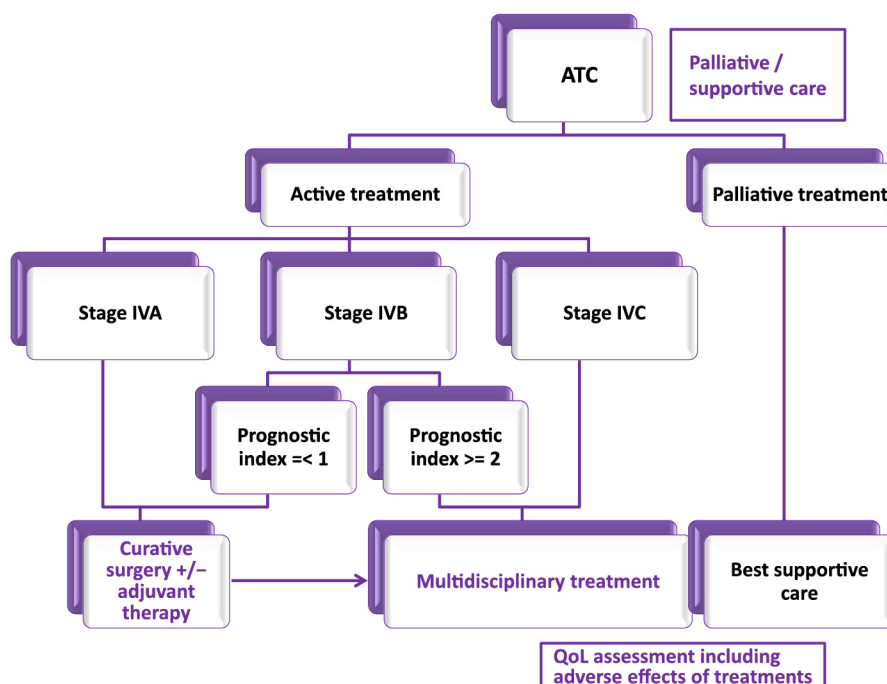 ATC
Palliative /
supportive care
Active treatment
Palliative treatment
Stage IVA
Stage IVB
Stage IVC
Prognostic
index =< 1
Prognostic
index >= 2
Curative
surgery +/–
adjuvant
therapy
Multidisciplinary treatment
Best supportive
care
QoL assessment including
adverse effects of treatments